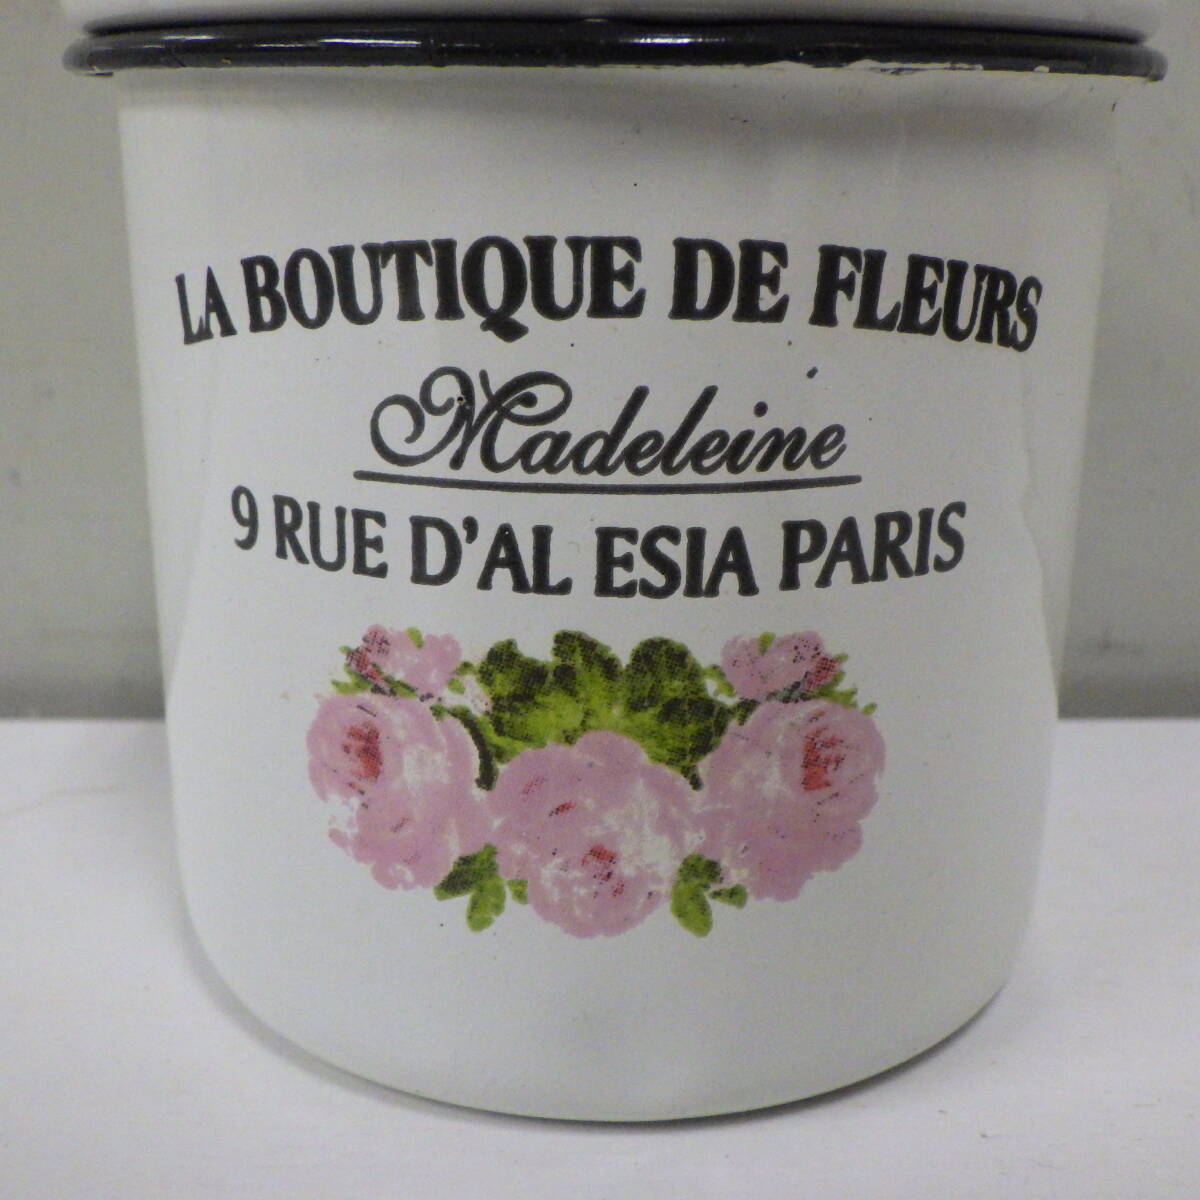 LA BOUTIQUE DE FLEURS
Madeleine
9 RUE D'AL ESIA PARIS